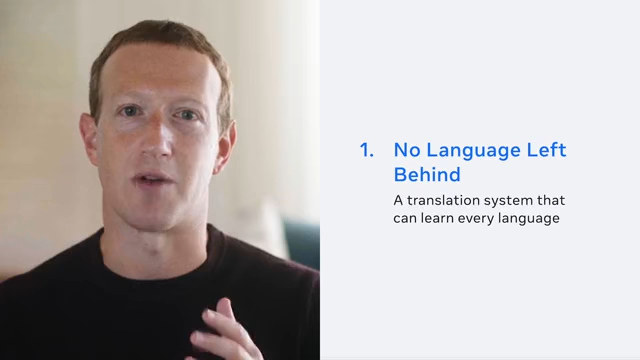 1. No Language Left
Behind
A translation system that
can learn every language